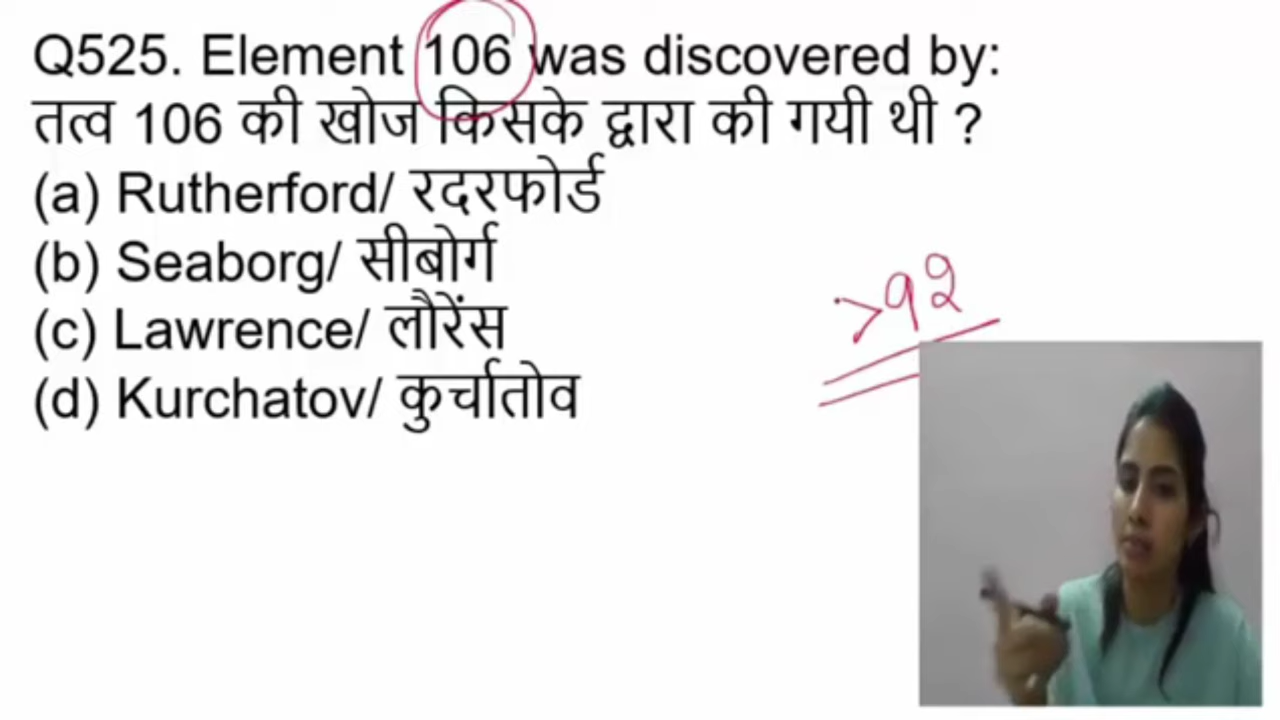 Q525. Element 106 was discovered by:
तत्व 106 की खोज किसके द्वारा की गयी थी ?
(a) Rutherford/ रदरफोर्ड
(b) Seaborg/ सीबोर्ग
(c) Lawrence/ लौरेंस
(d) Kurchatov/ कुर्चातोव
>92